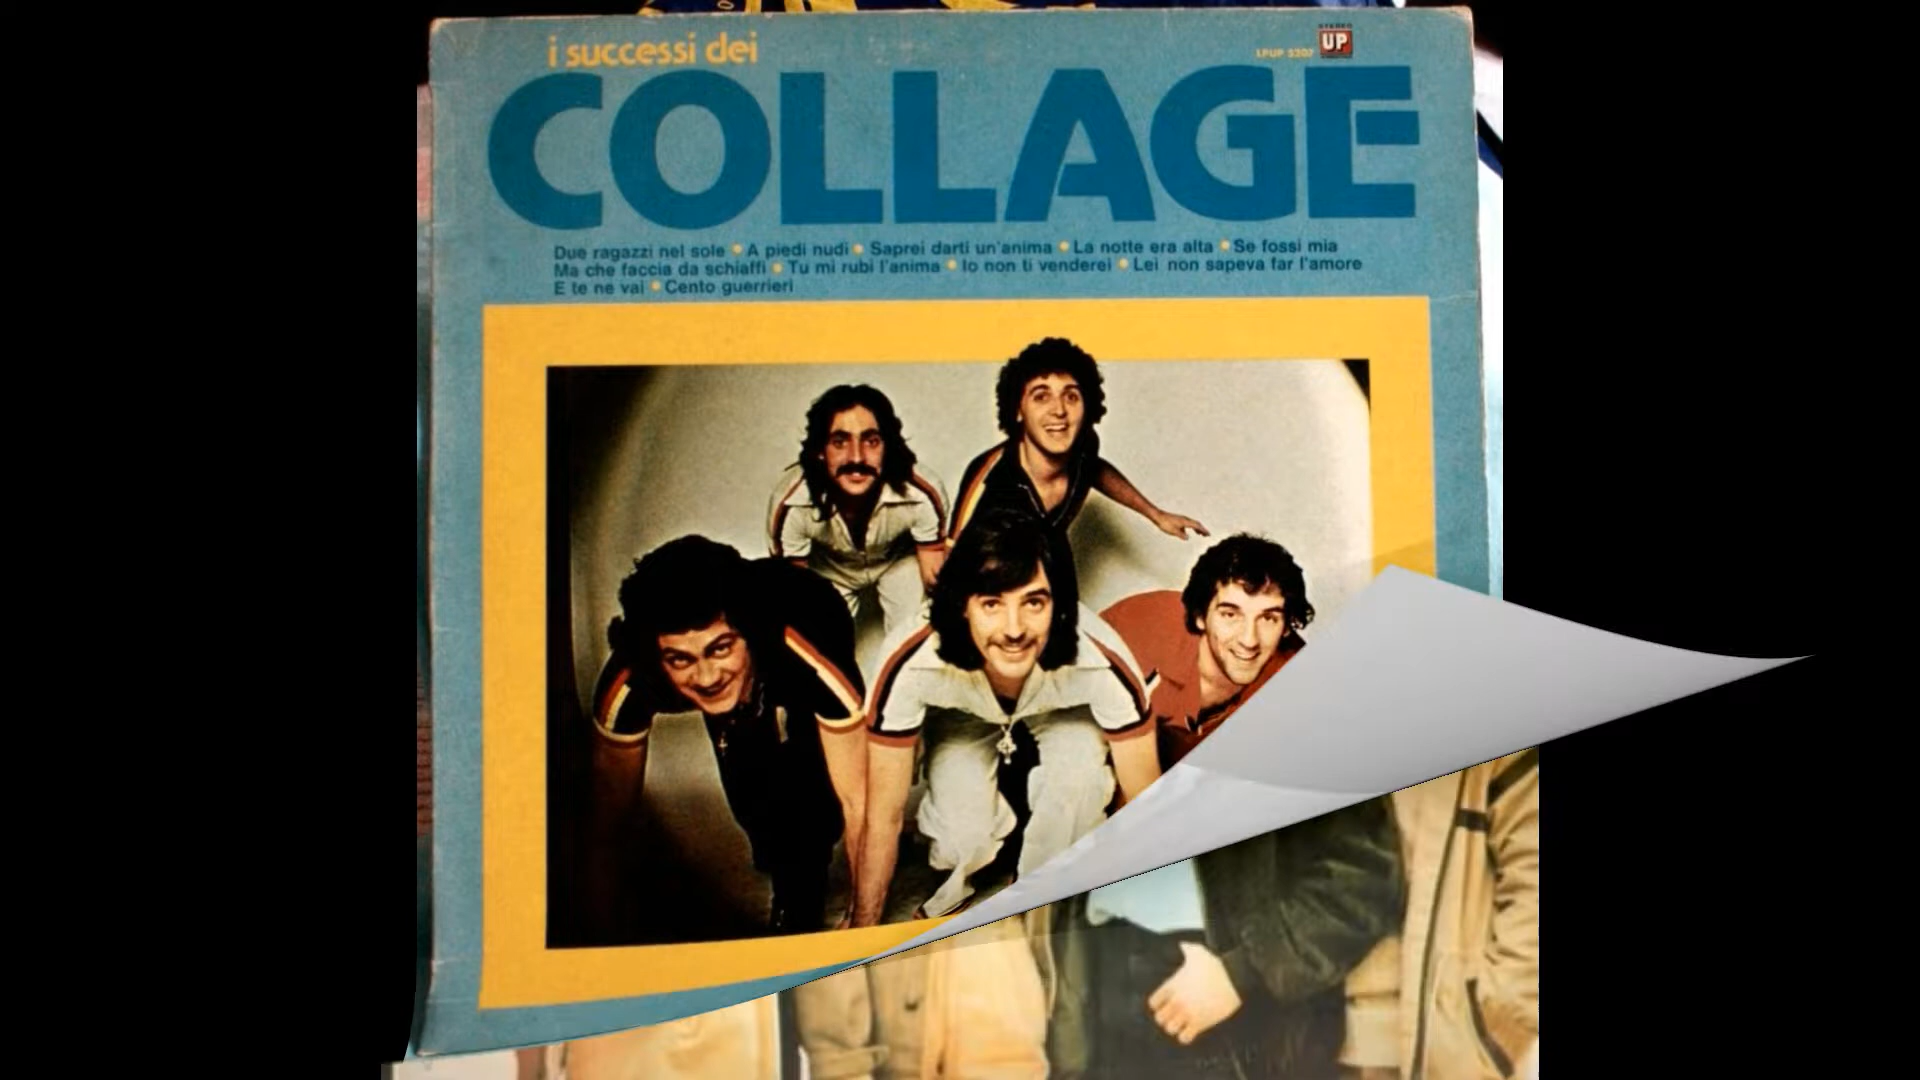 i successi dei
STEREO
LPUP 5207 UP
COLLAGE
Due ragazzi nel sole • A piedi nudi • Saprei darti un'anima • La notte era alta • Se fossi mia
Ma che faccia da schiaffi • Tu mi rubi l'anima • Io non ti venderei • Lei non sapeva far l'amore
E te ne vai • Cento guerrieri